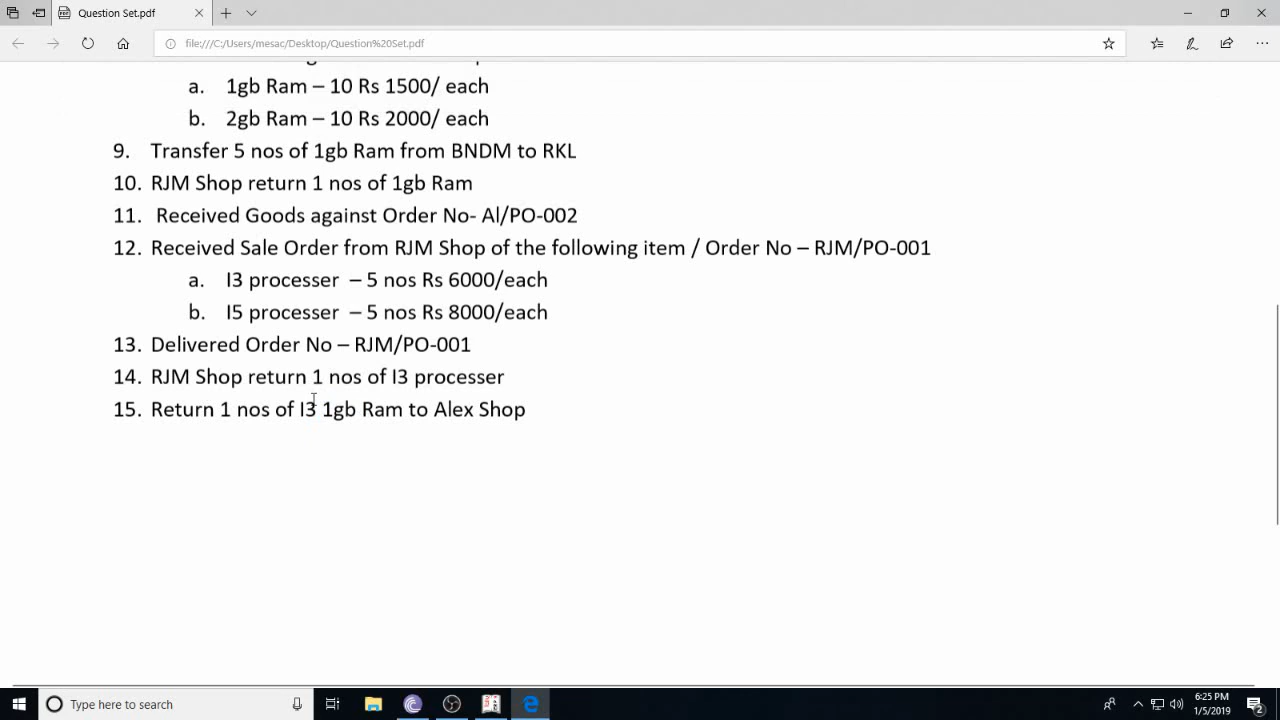 Question Set.pdf
file:///C:/Users/mesac/Desktop/Question%20Set.pdf
a. 1gb Ram – 10 Rs 1500/ each
b. 2gb Ram – 10 Rs 2000/ each
9. Transfer 5 nos of 1gb Ram from BNDM to RKL
10. RJM Shop return 1 nos of 1gb Ram
11. Received Goods against Order No- Al/PO-002
12. Received Sale Order from RJM Shop of the following item / Order No – RJM/PO-001
a. I3 processer – 5 nos Rs 6000/each
b. I5 processer – 5 nos Rs 8000/each
13. Delivered Order No – RJM/PO-001
14. RJM Shop return 1 nos of I3 processer
15. Return 1 nos of I3 1gb Ram to Alex Shop
Type here to search
6:25 PM
1/5/2019
2